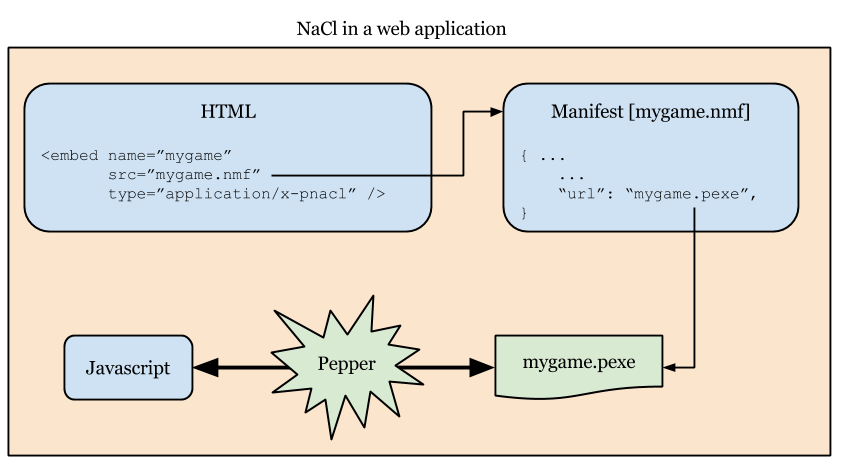 NaCl in a web application
HTML
<embed name=”mygame”
src=”mygame.nmf”
type=”application/x-pnacl” />
Manifest [mygame.nmf]
{ ...
...
“url”: “mygame.pexe”,
}
Javascript
Pepper
mygame.pexe